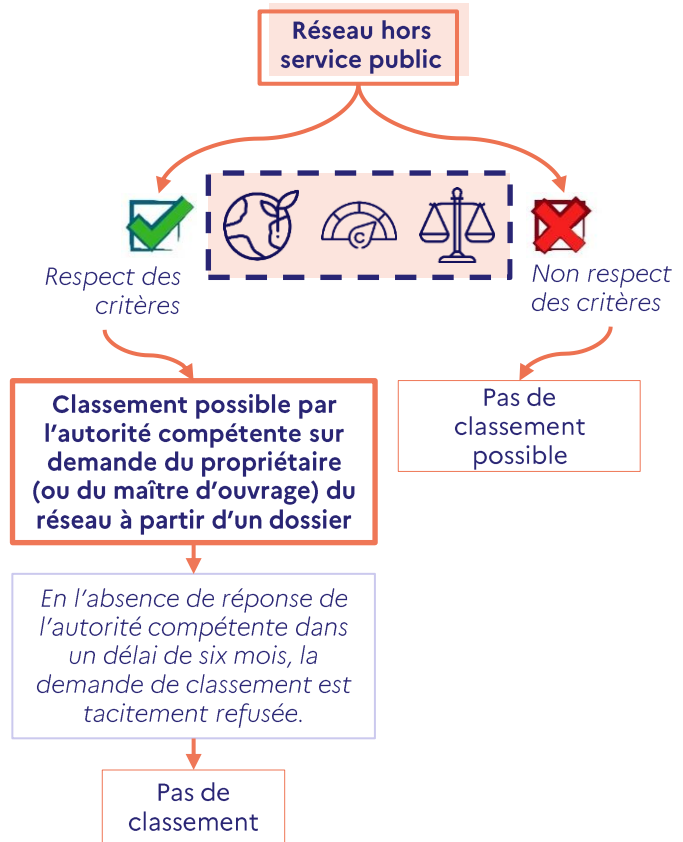 Réseau hors
service public
C
Respect des
critères
Non respect
des critères
Classement possible par
l’autorité compétente sur
demande du propriétaire
(ou du maître d’ouvrage) du
réseau à partir d’un dossier
Pas de
classement
possible
En l’absence de réponse de
l’autorité compétente dans
un délai de six mois, la
demande de classement est
tacitement refusée.
Pas de
classement